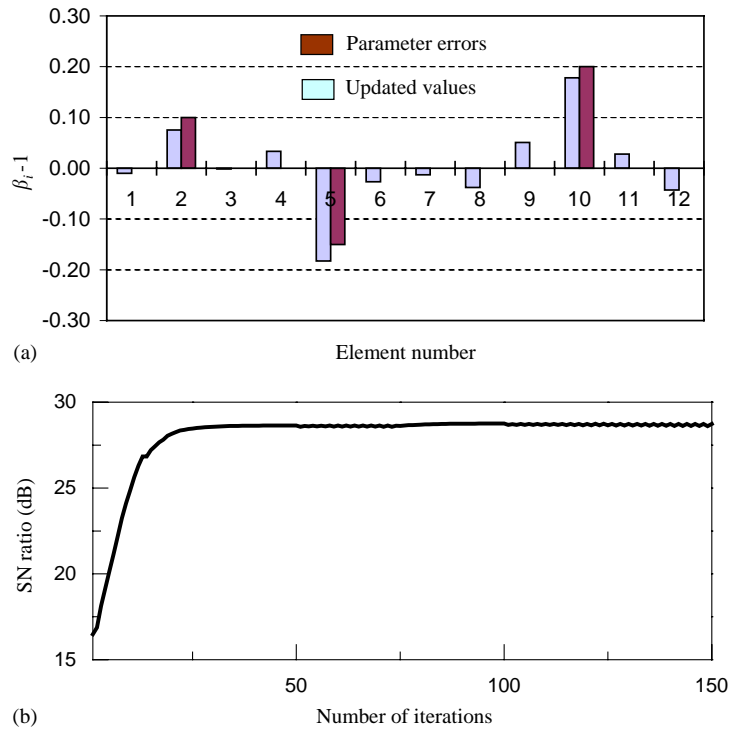 0.30
Parameter errors
0.20
Updated values
0.10
0.00
1 2 3 4 5 6 7 8 9 10 11 12
-0.10
-0.20
-0.30
βi-1
(a) Element number
30
25
20
15
SN ratio (dB)
50 100 150
(b) Number of iterations